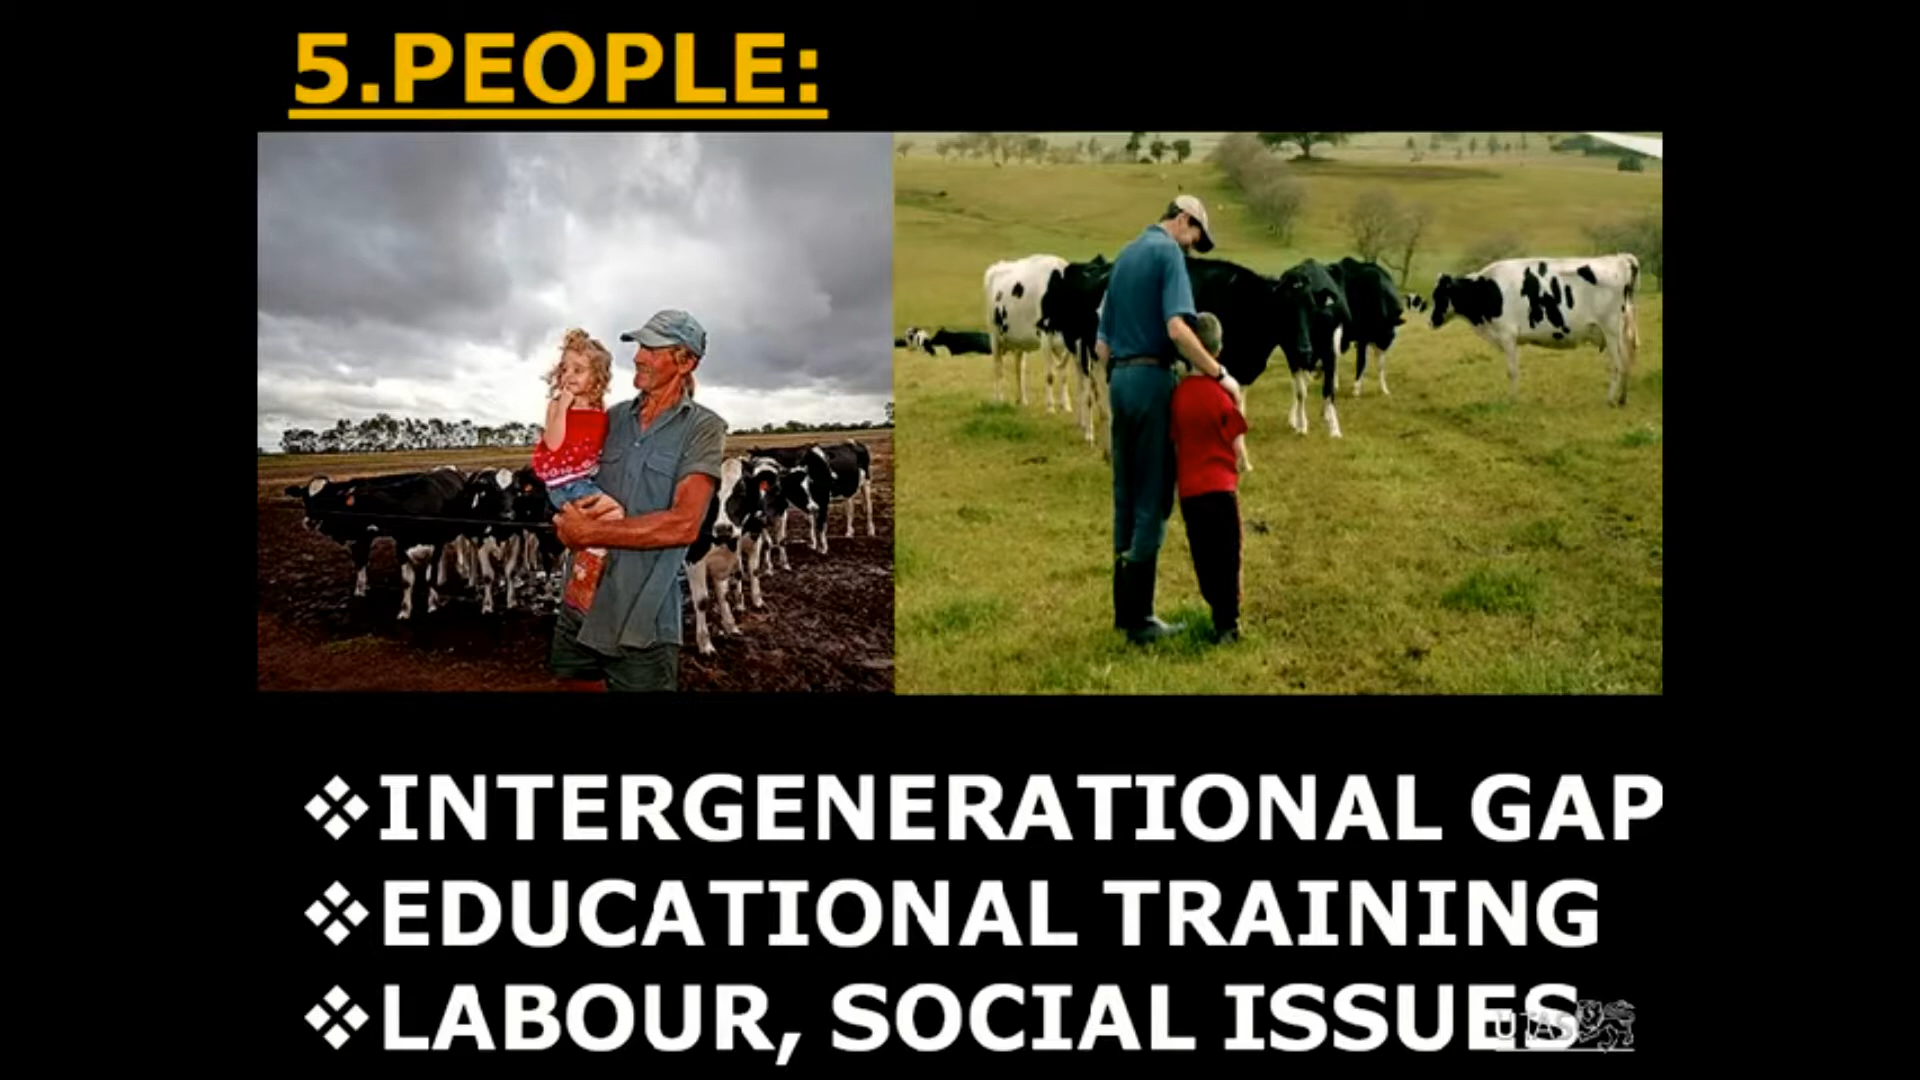 5.PEOPLE:
❖INTERGENERATIONAL GAP
❖EDUCATIONAL TRAINING
❖LABOUR, SOCIAL ISSUES
UTAS